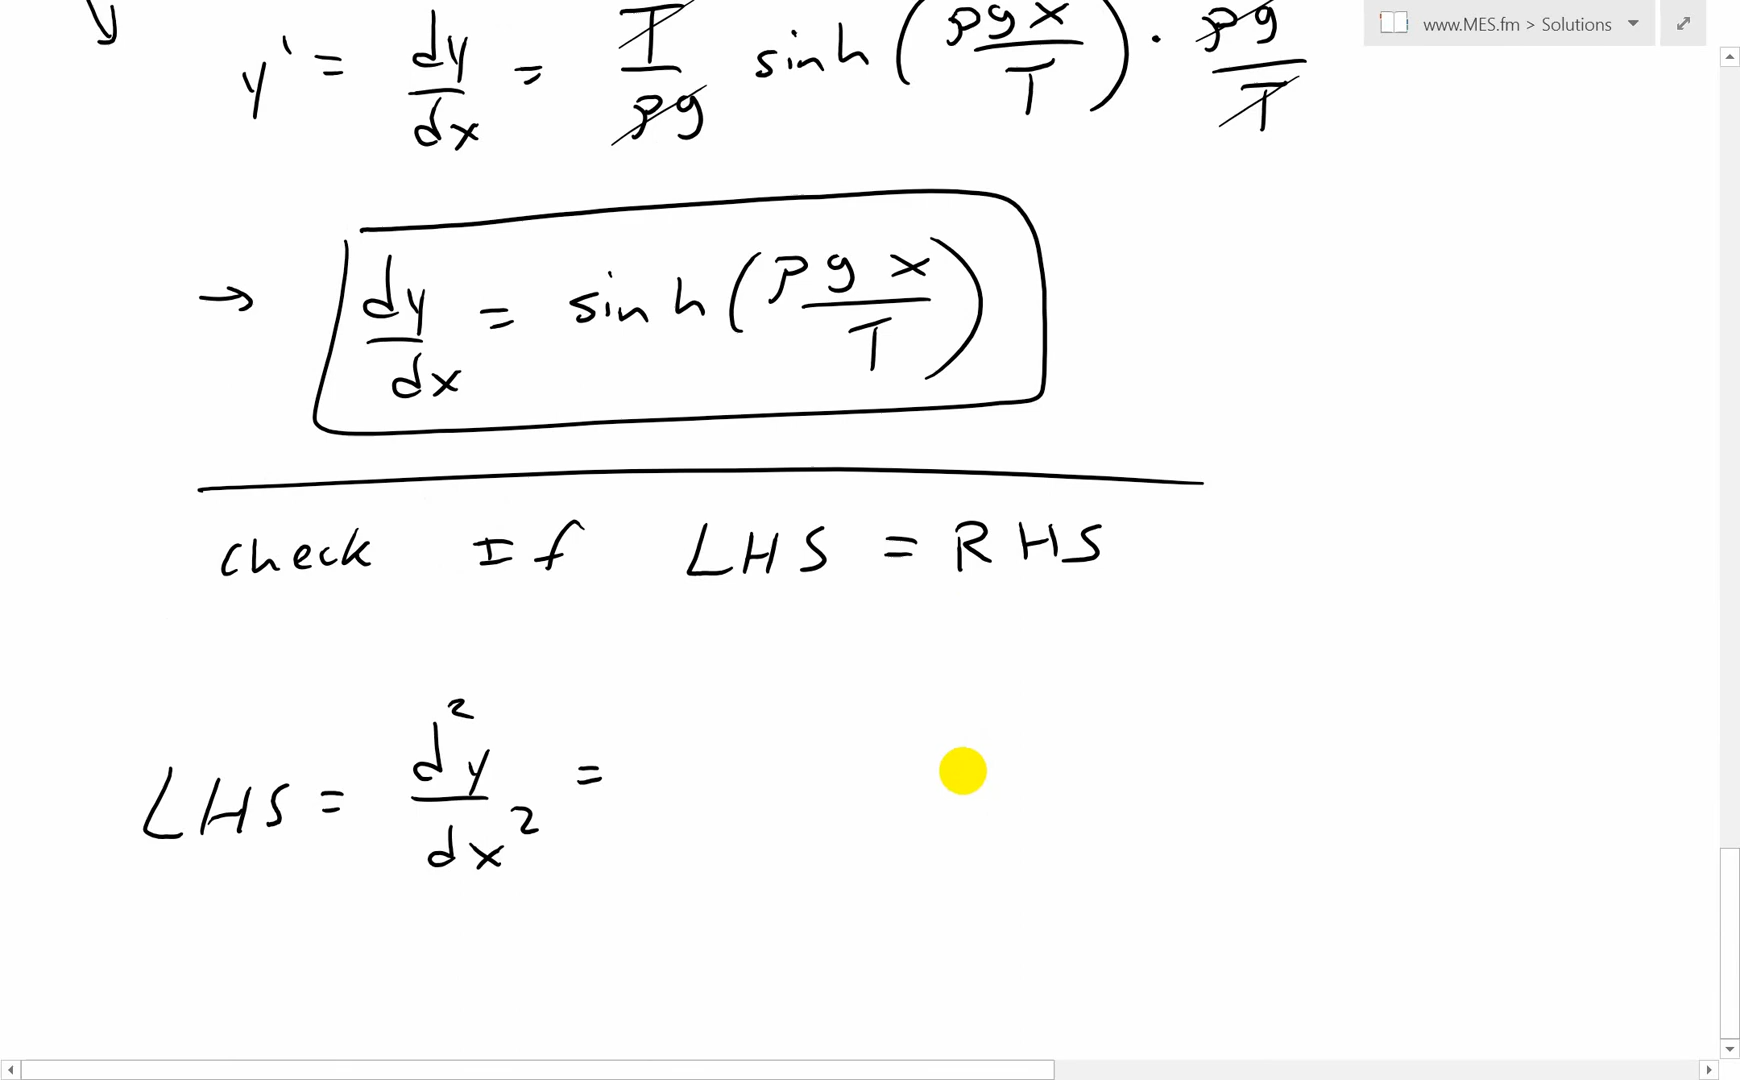 www.MES.fm > Solutions
y' = dy/dx = T/ρg sinh(ρgx/T) · ρg/T
→ dy/dx = sinh(ρgx/T)
check If LHS = RHS
LHS = d²y/dx² =